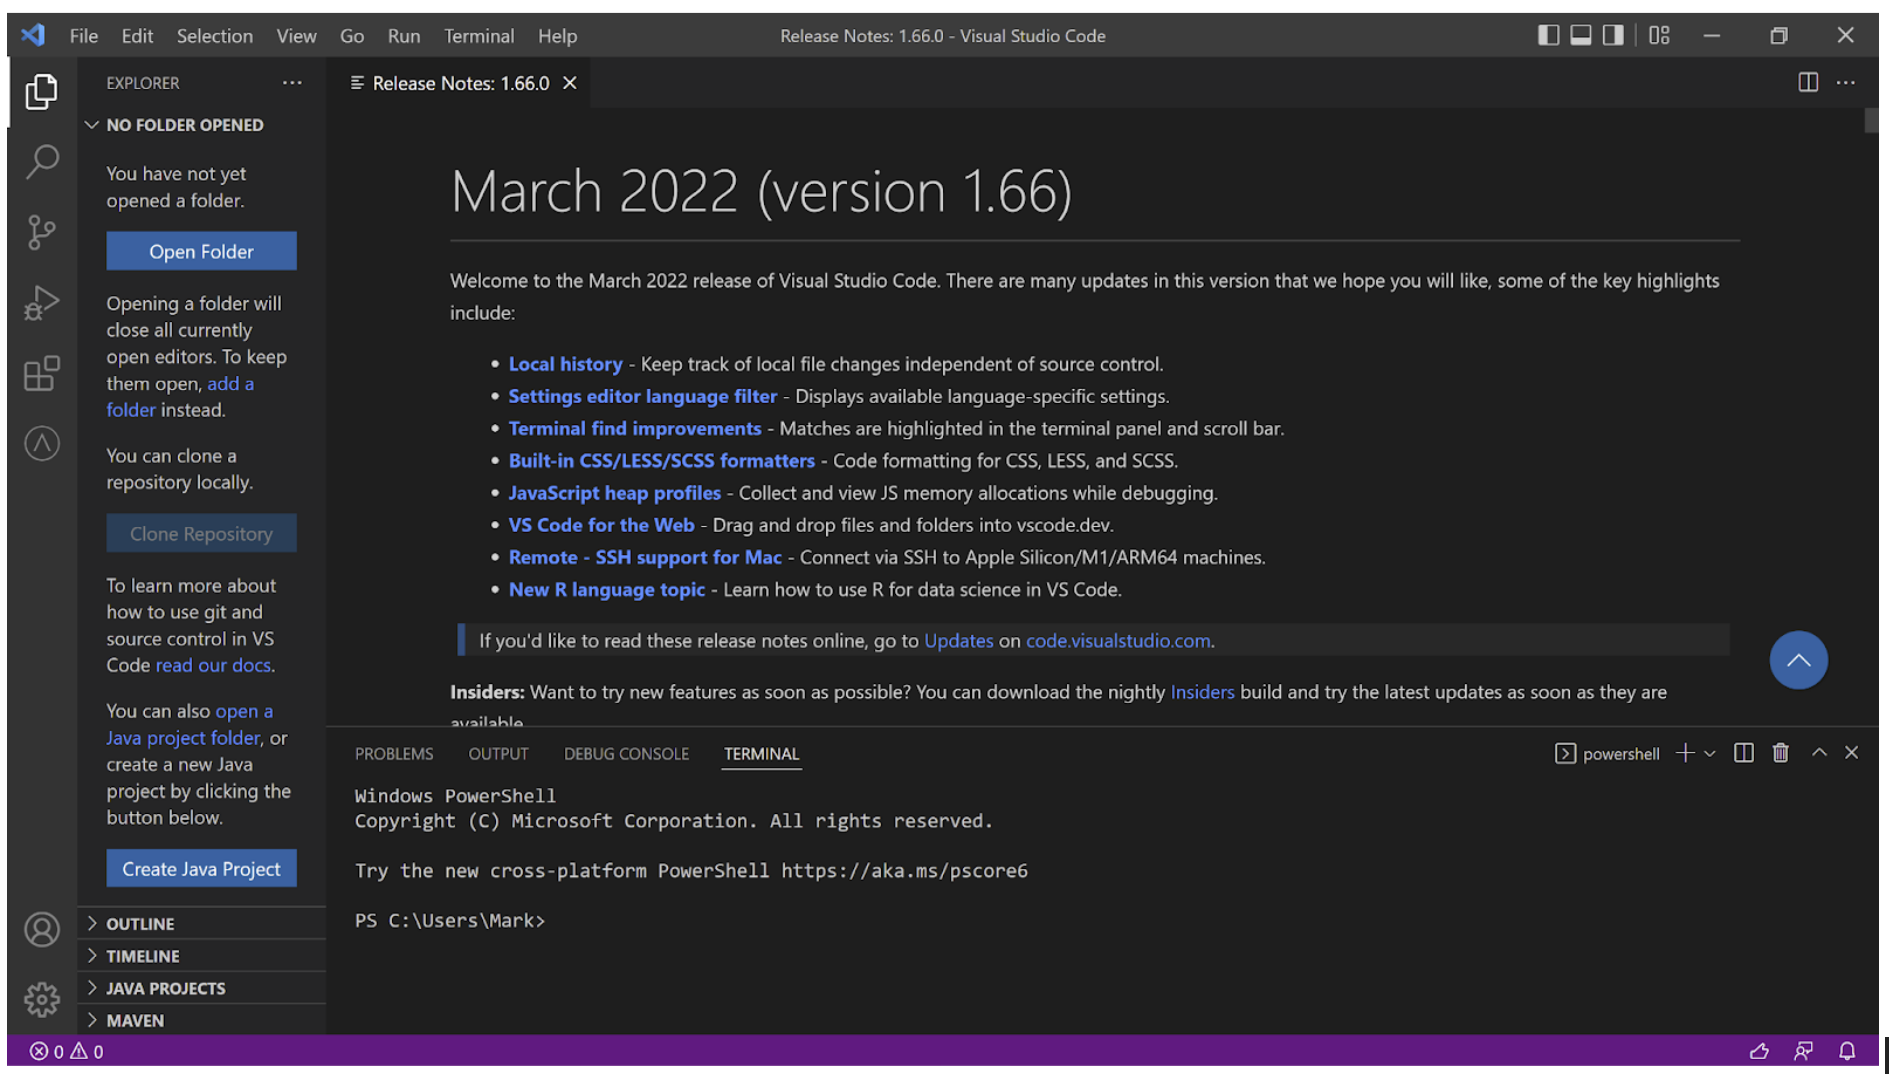 File Edit Selection View Go Run Terminal Help
Release Notes: 1.66.0 - Visual Studio Code
EXPLORER
NO FOLDER OPENED
You have not yet
opened a folder.
Open Folder
Opening a folder will
close all currently
open editors. To keep
them open, add a
folder instead.
You can clone a
repository locally.
Clone Repository
To learn more about
how to use git and
source control in VS
Code read our docs.
You can also open a
Java project folder, or
create a new Java
project by clicking the
button below.
Create Java Project
OUTLINE
TIMELINE
JAVA PROJECTS
MAVEN
Release Notes: 1.66.0
March 2022 (version 1.66)
Welcome to the March 2022 release of Visual Studio Code. There are many updates in this version that we hope you will like, some of the key highlights
include:
• Local history - Keep track of local file changes independent of source control.
• Settings editor language filter - Displays available language-specific settings.
• Terminal find improvements - Matches are highlighted in the terminal panel and scroll bar.
• Built-in CSS/LESS/SCSS formatters - Code formatting for CSS, LESS, and SCSS.
• JavaScript heap profiles - Collect and view JS memory allocations while debugging.
• VS Code for the Web - Drag and drop files and folders into vscode.dev.
• Remote - SSH support for Mac - Connect via SSH to Apple Silicon/M1/ARM64 machines.
• New R language topic - Learn how to use R for data science in VS Code.
If you'd like to read these release notes online, go to Updates on code.visualstudio.com.
Insiders: Want to try new features as soon as possible? You can download the nightly Insiders build and try the latest updates as soon as they are
available
PROBLEMS OUTPUT DEBUG CONSOLE TERMINAL
powershell
Windows PowerShell
Copyright (C) Microsoft Corporation. All rights reserved.
Try the new cross-platform PowerShell https://aka.ms/pscore6
PS C:\Users\Mark>
0 0